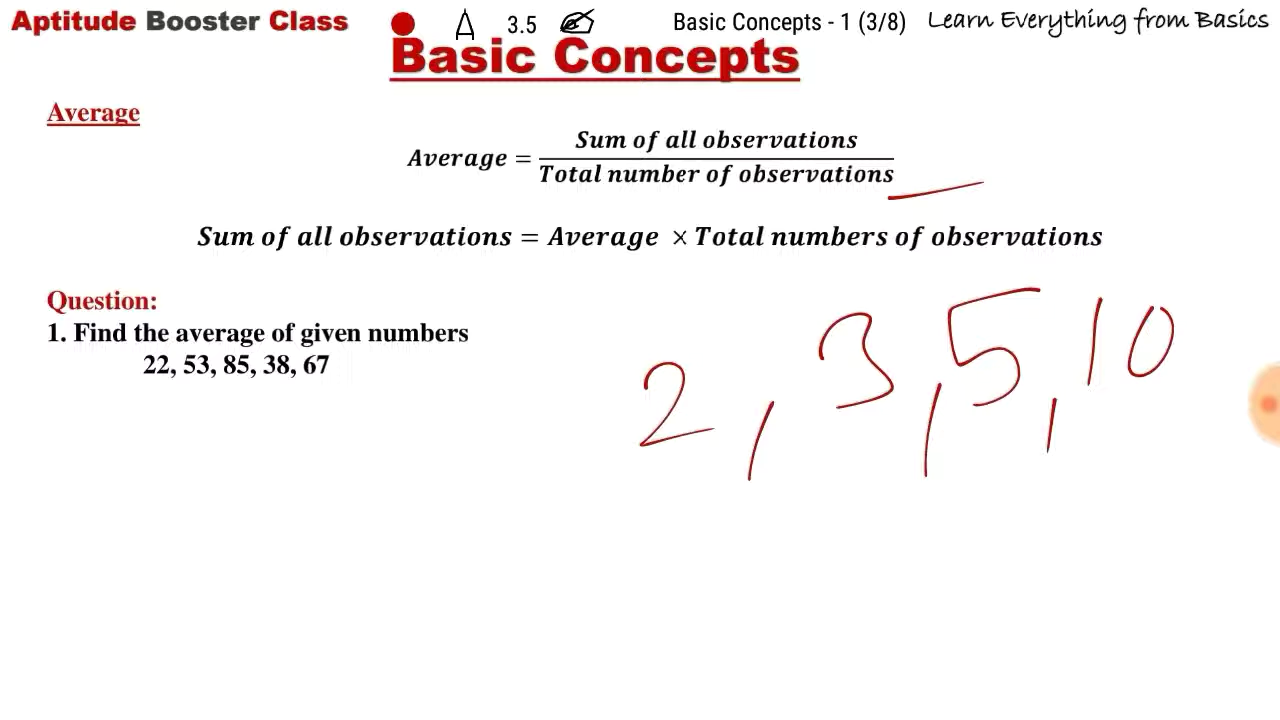 Aptitude Booster Class 3.5 Basic Concepts - 1 (3/8) Learn Everything from Basics
Basic Concepts
Average
Average = Sum of all observations / Total number of observations
Sum of all observations = Average × Total numbers of observations
Question:
1. Find the average of given numbers
22, 53, 85, 38, 67
2, 3, 5, 10